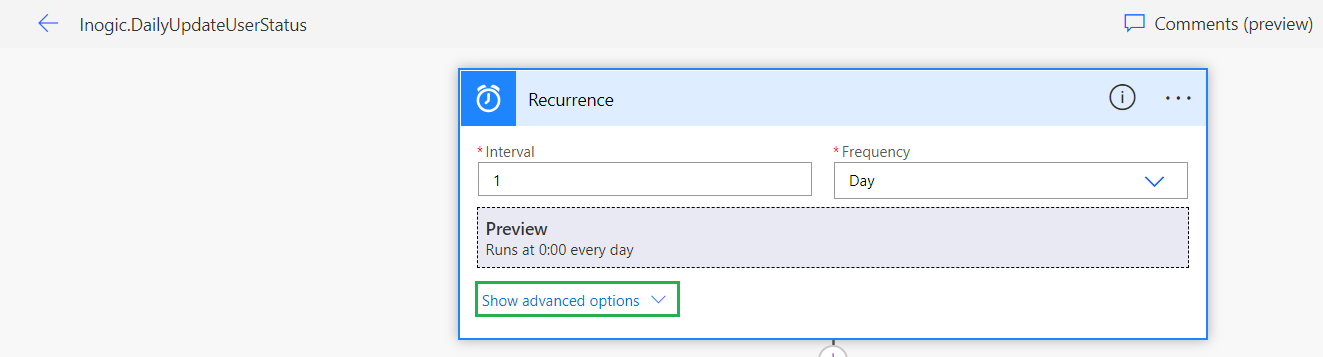 Inogic.DailyUpdateUserStatus
Comments (preview)
Recurrence
* Interval
* Frequency
1
Day
Preview
Runs at 0:00 every day
Show advanced options